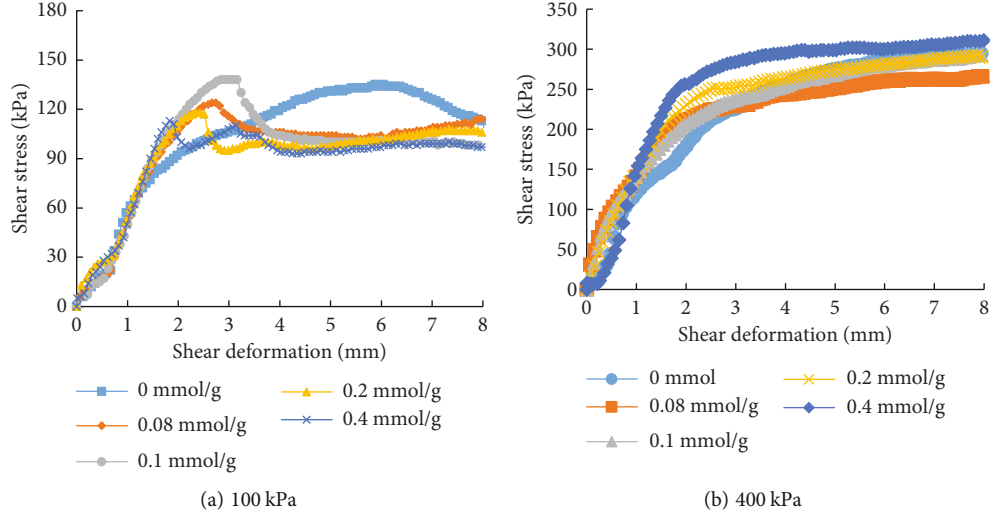 180
150
120
90
60
30
0
Shear stress (kPa)
0 1 2 3 4 5 6 7 8
Shear deformation (mm)
0 mmol/g
0.08 mmol/g
0.1 mmol/g
0.2 mmol/g
0.4 mmol/g
(a) 100 kPa
350
300
250
200
150
100
50
0
Shear stress (kPa)
0 1 2 3 4 5 6 7 8
Shear deformation (mm)
0 mmol
0.08 mmol/g
0.1 mmol/g
0.2 mmol/g
0.4 mmol/g
(b) 400 kPa